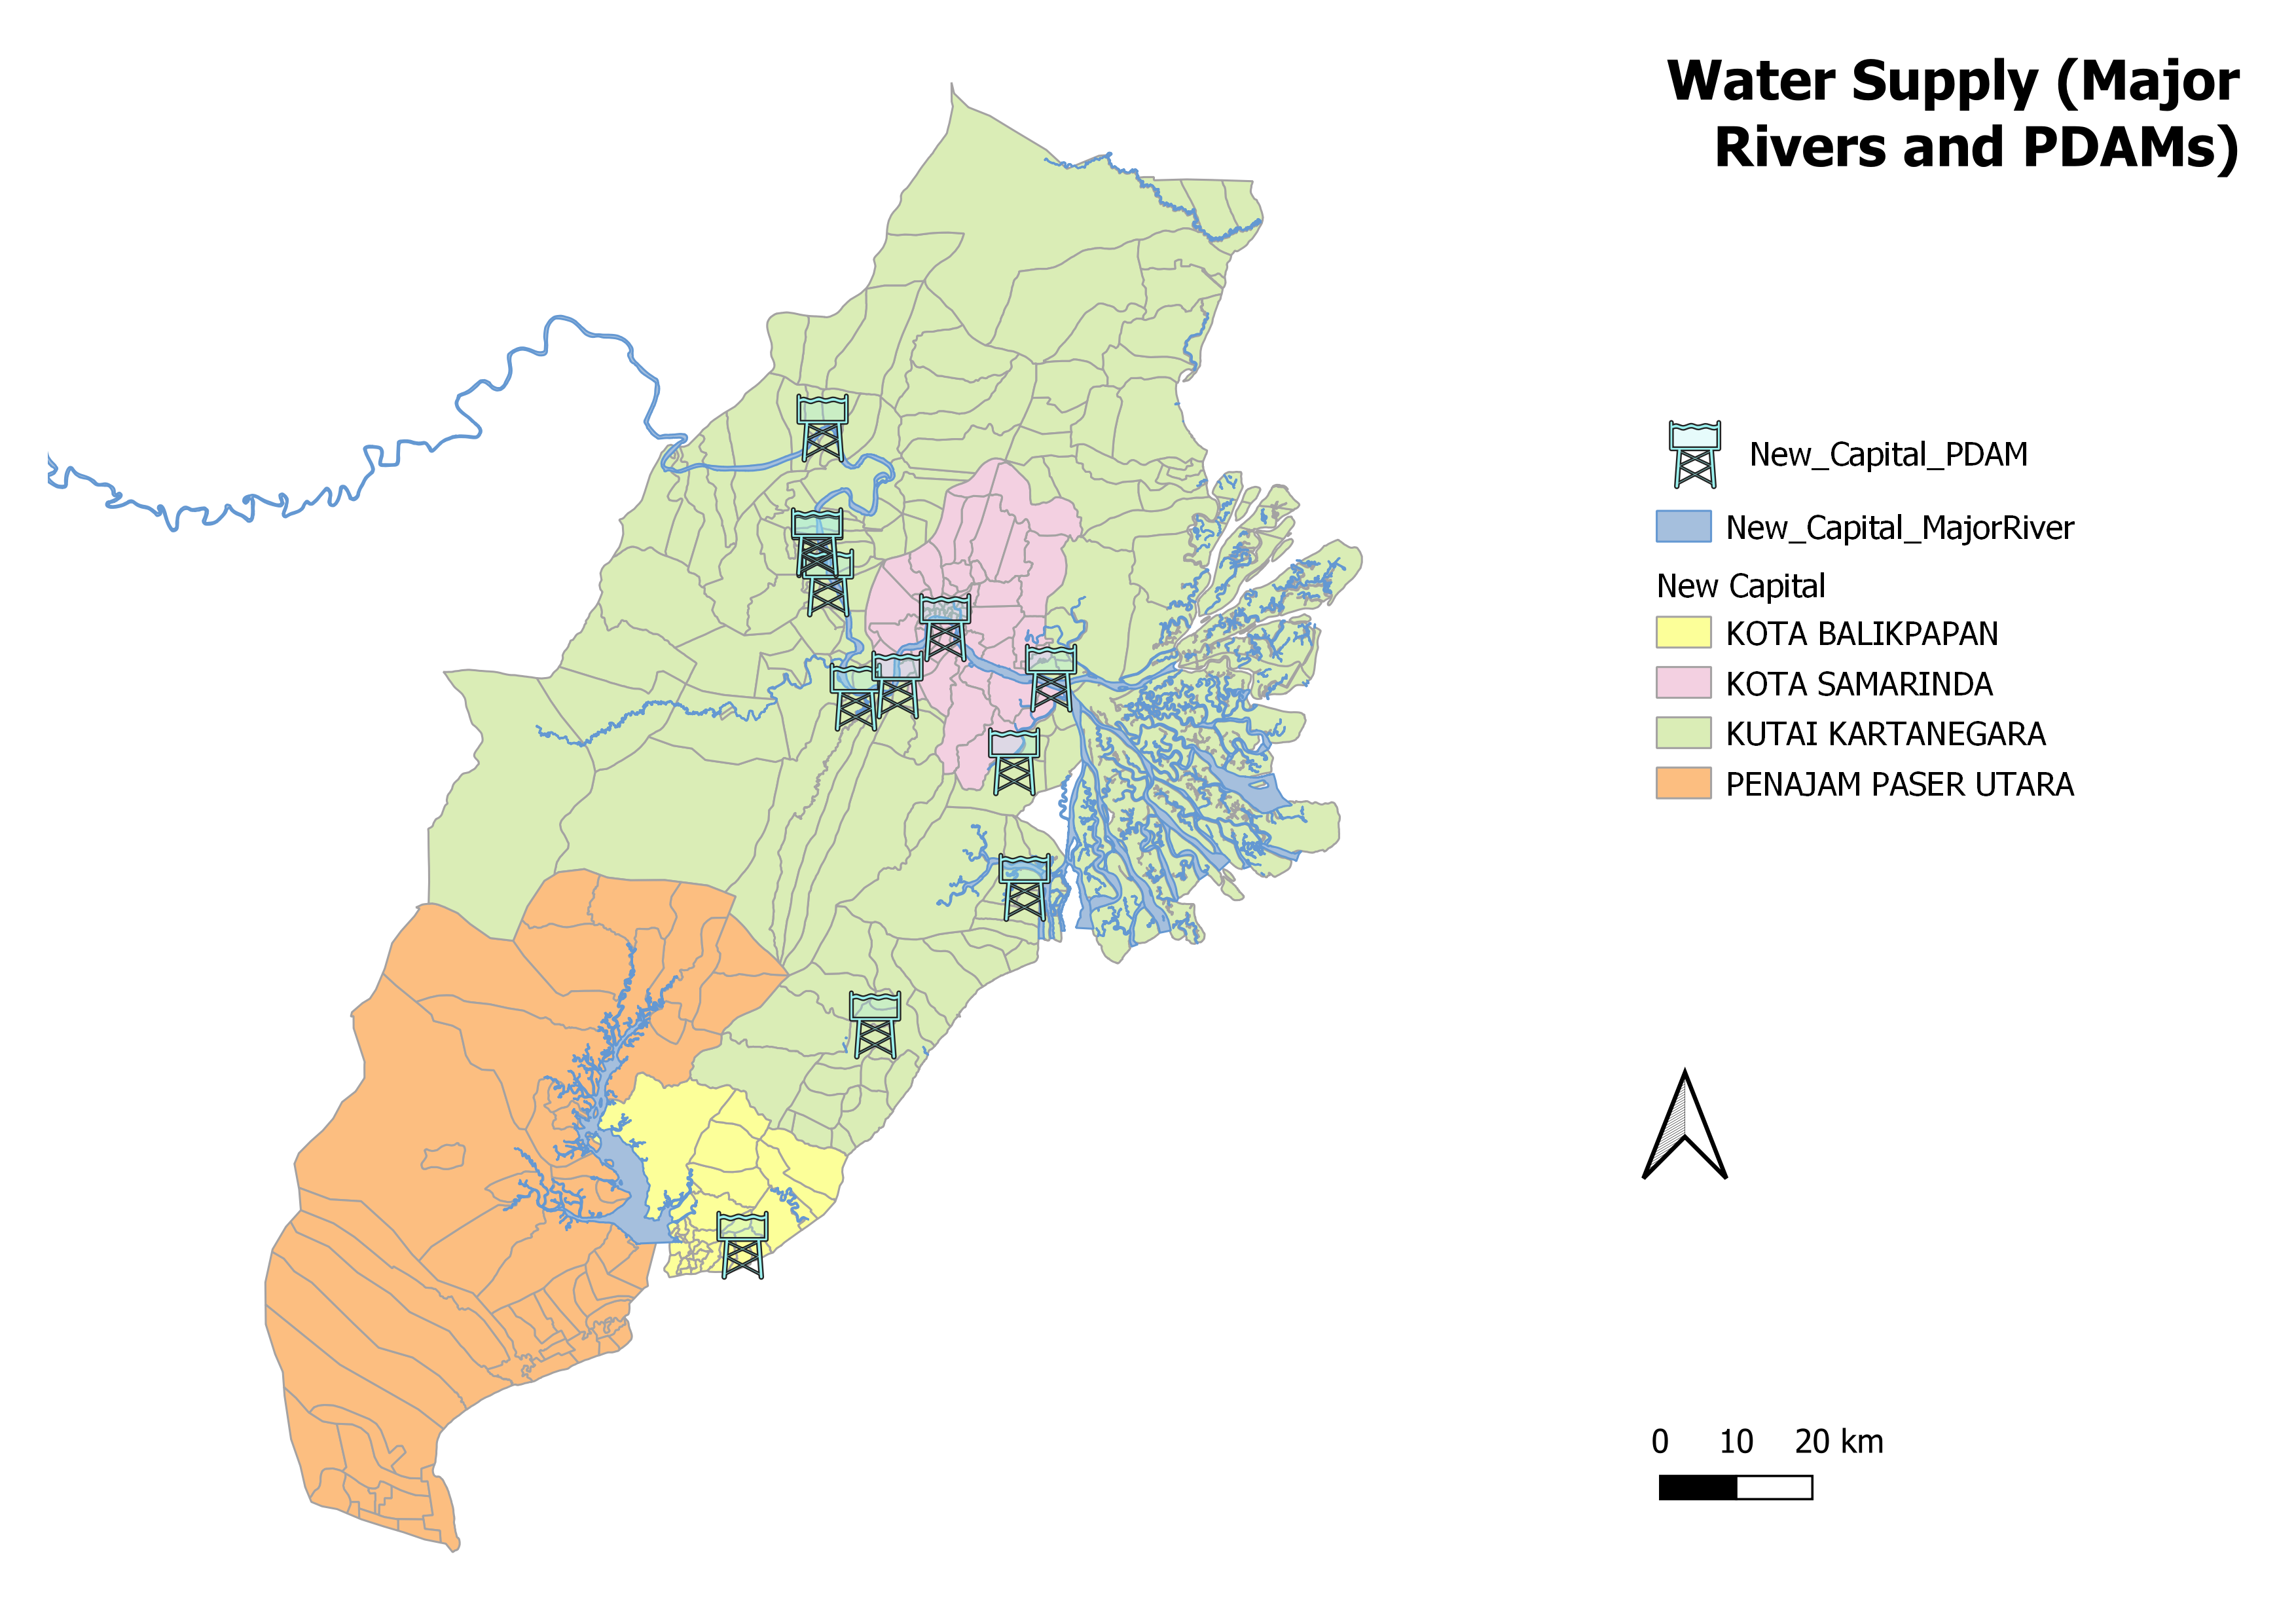 Water Supply (Major
Rivers and PDAMs)
New_Capital_PDAM
New_Capital_MajorRiver
New Capital
KOTA BALIKPAPAN
KOTA SAMARINDA
KUTAI KARTANEGARA
PENAJAM PASER UTARA
0 10 20 km